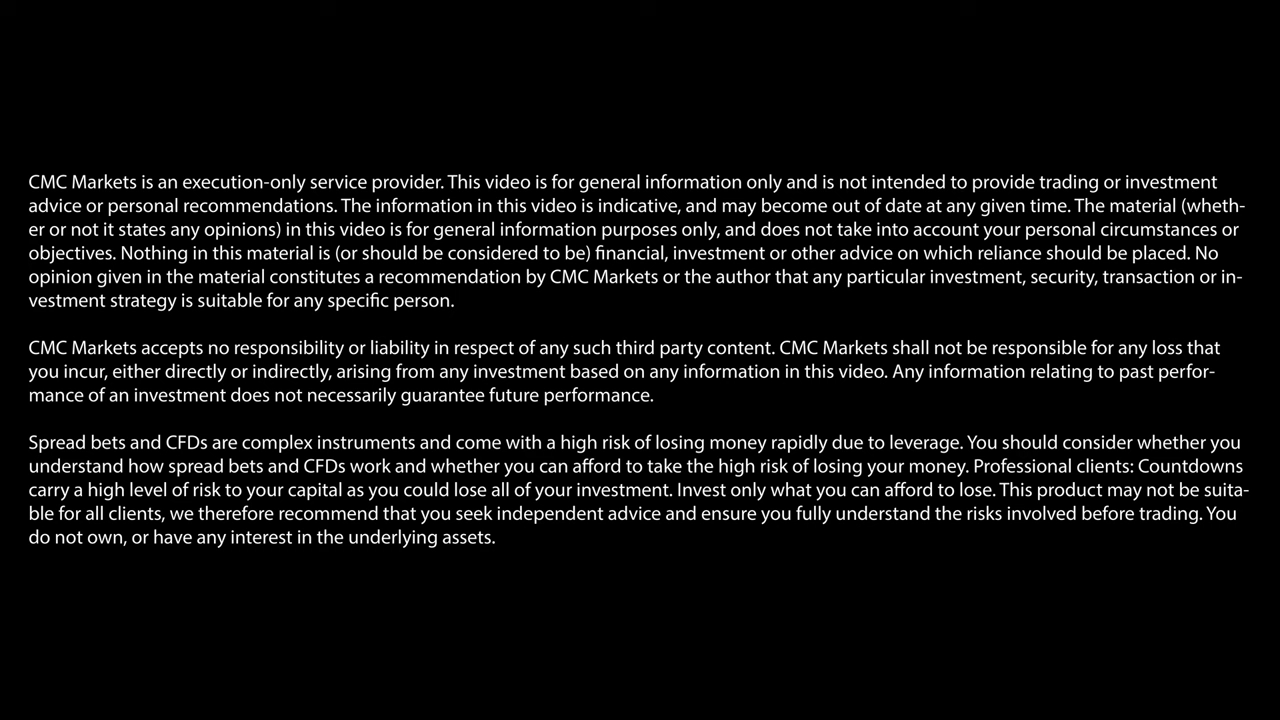 CMC Markets is an execution-only service provider. This video is for general information only and is not intended to provide trading or investment
advice or personal recommendations. The information in this video is indicative, and may become out of date at any given time. The material (wheth-
er or not it states any opinions) in this video is for general information purposes only, and does not take into account your personal circumstances or
objectives. Nothing in this material is (or should be considered to be) financial, investment or other advice on which reliance should be placed. No
opinion given in the material constitutes a recommendation by CMC Markets or the author that any particular investment, security, transaction or in-
vestment strategy is suitable for any specific person.
CMC Markets accepts no responsibility or liability in respect of any such third party content. CMC Markets shall not be responsible for any loss that
you incur, either directly or indirectly, arising from any investment based on any information in this video. Any information relating to past perfor-
mance of an investment does not necessarily guarantee future performance.
Spread bets and CFDs are complex instruments and come with a high risk of losing money rapidly due to leverage. You should consider whether you
understand how spread bets and CFDs work and whether you can afford to take the high risk of losing your money. Professional clients: Countdowns
carry a high level of risk to your capital as you could lose all of your investment. Invest only what you can afford to lose. This product may not be suita-
ble for all clients, we therefore recommend that you seek independent advice and ensure you fully understand the risks involved before trading. You
do not own, or have any interest in the underlying assets.